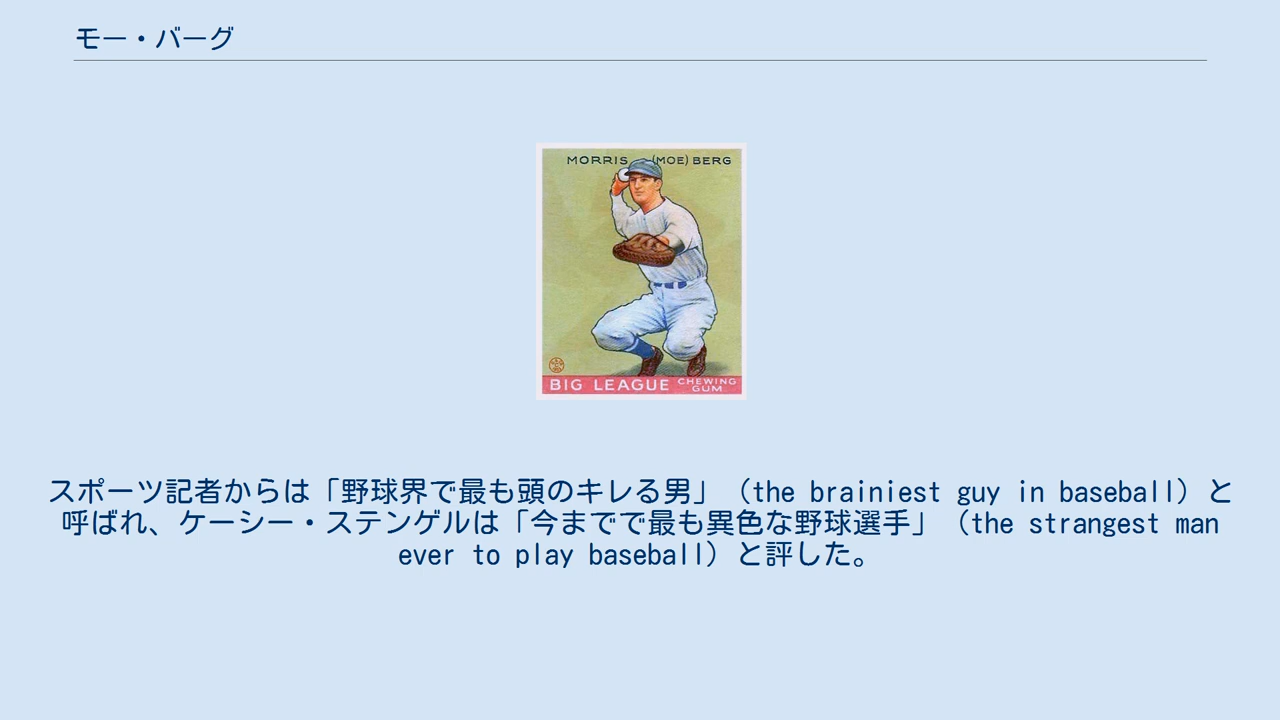 モー・バーグ
MORRIS (MOE) BERG
BIG LEAGUE CHEWING GUM
スポーツ記者からは「野球界で最も頭のキレる男」（the brainiest guy in baseball）と
呼ばれ、ケーシー・ステンゲルは「今までで最も異色な野球選手」（the strangest man
ever to play baseball）と評した。